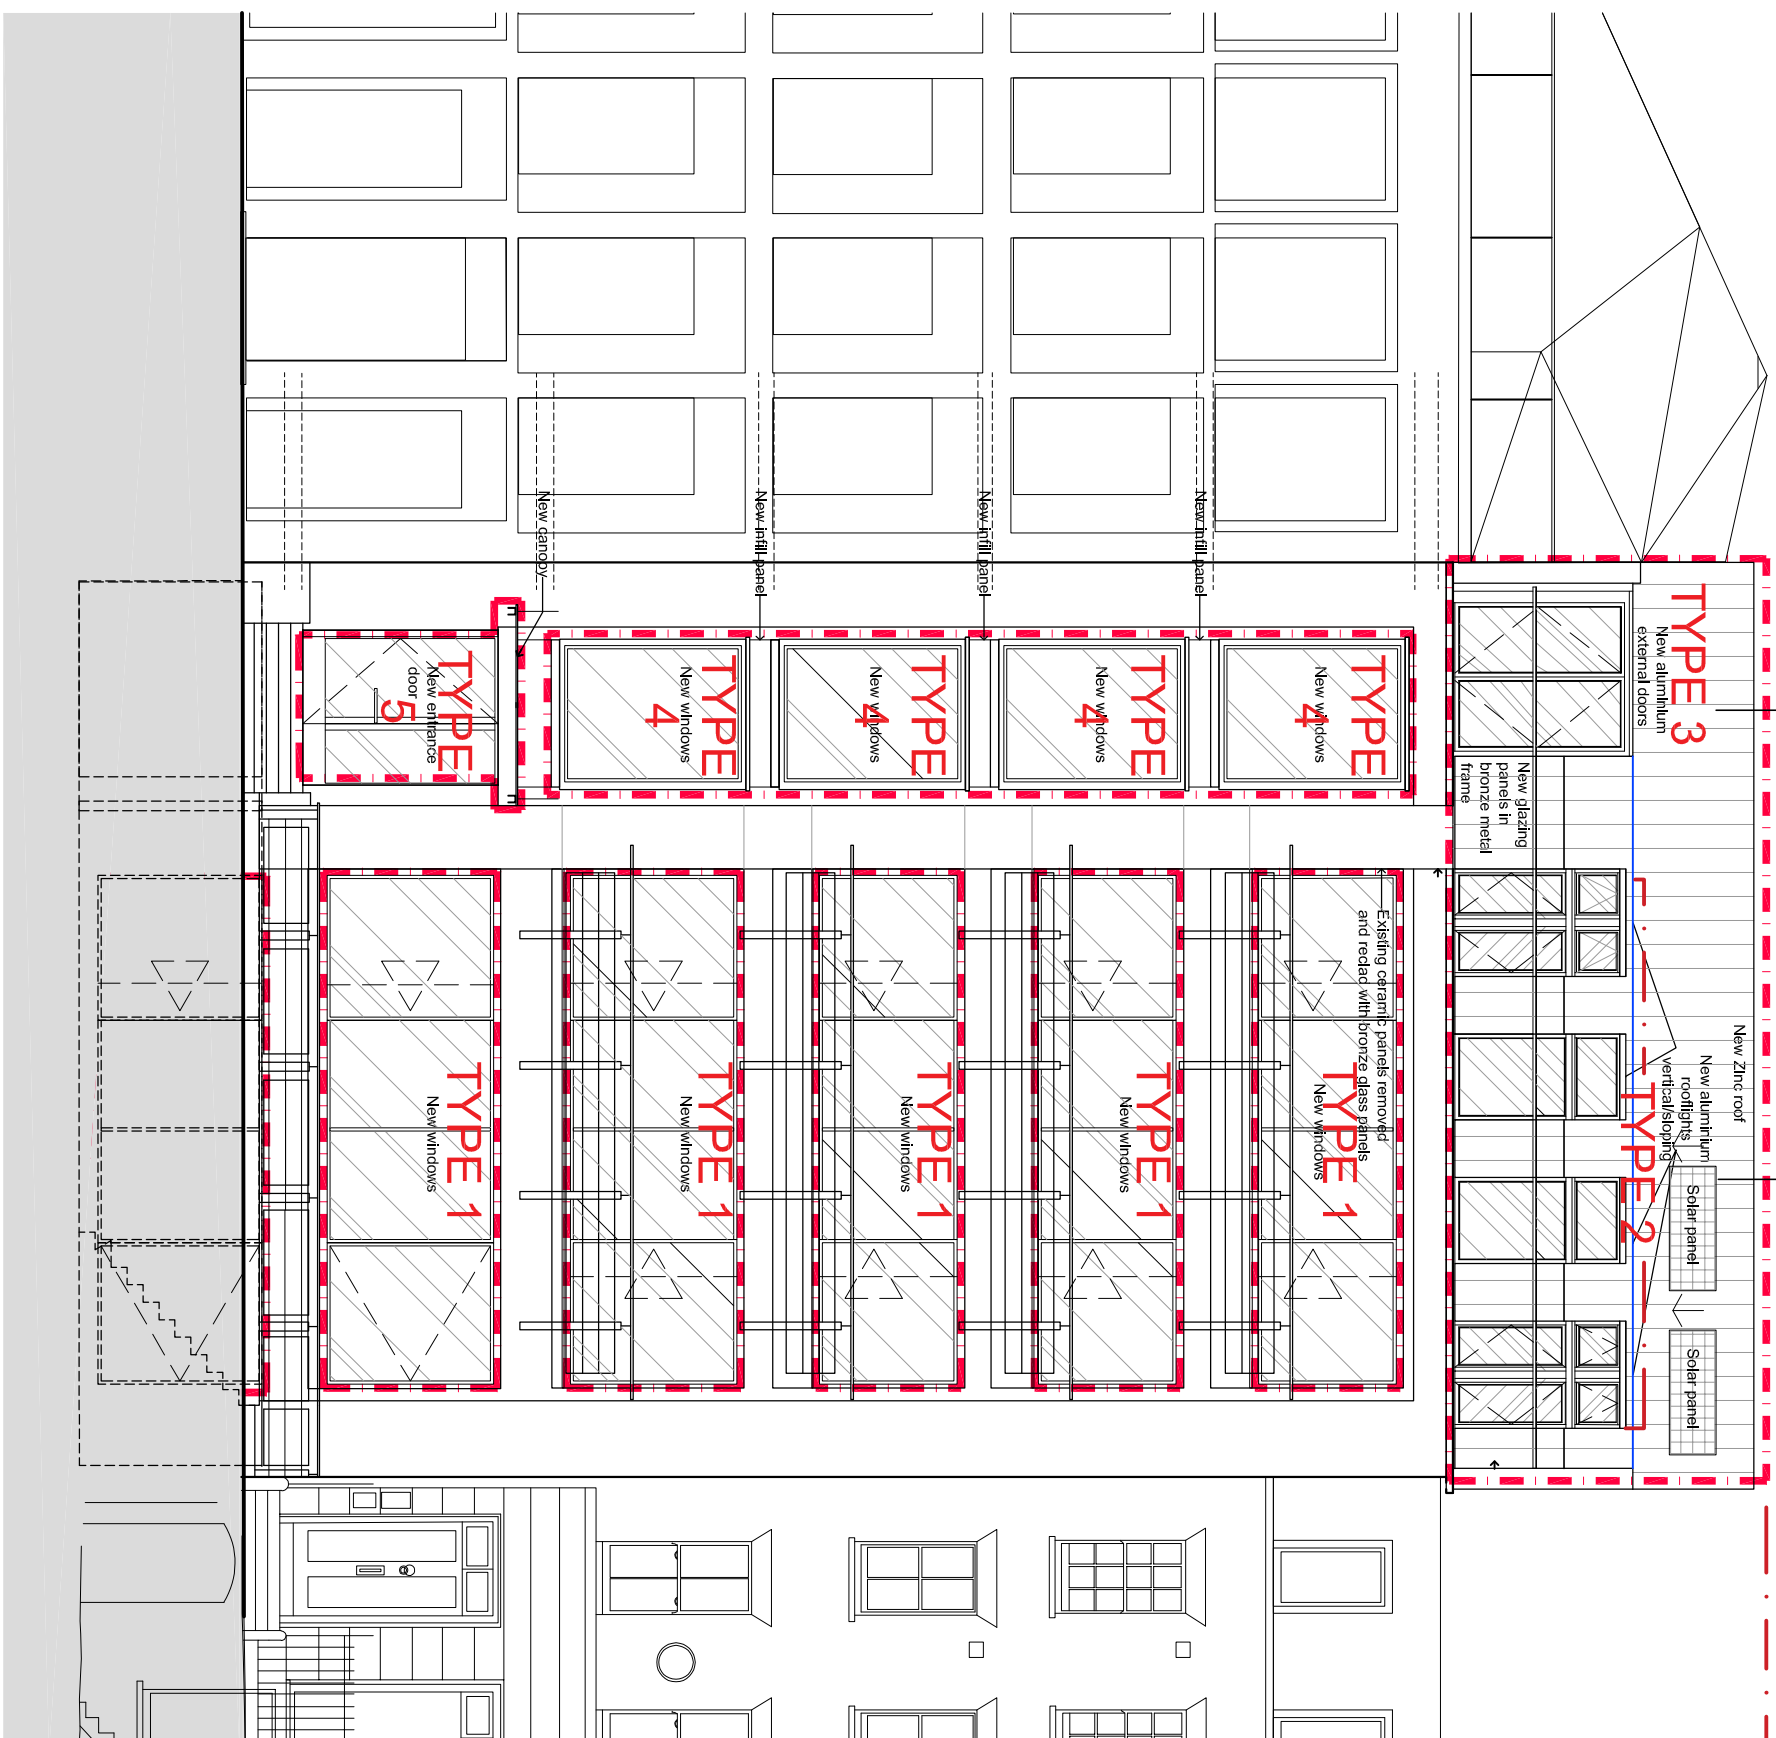 New Zinc roof
New aluminium
rooflights
vertical/sloping
Solar panel
Solar panel
TYPE 3
New aluminium
external doors
TYPE 2
New glazing
panels in
bronze metal
frame
Existing ceramic panels removed
and reclad with bronze glass panels
TYPE
4
New windows
TYPE 1
New windows
New infill panel
TYPE
4
New windows
TYPE 1
New windows
New infill panel
TYPE
4
New windows
TYPE 1
New windows
New infill panel
TYPE
4
New windows
TYPE 1
New windows
New canopy
TYPE
5
New entrance
door
TYPE 1
New windows